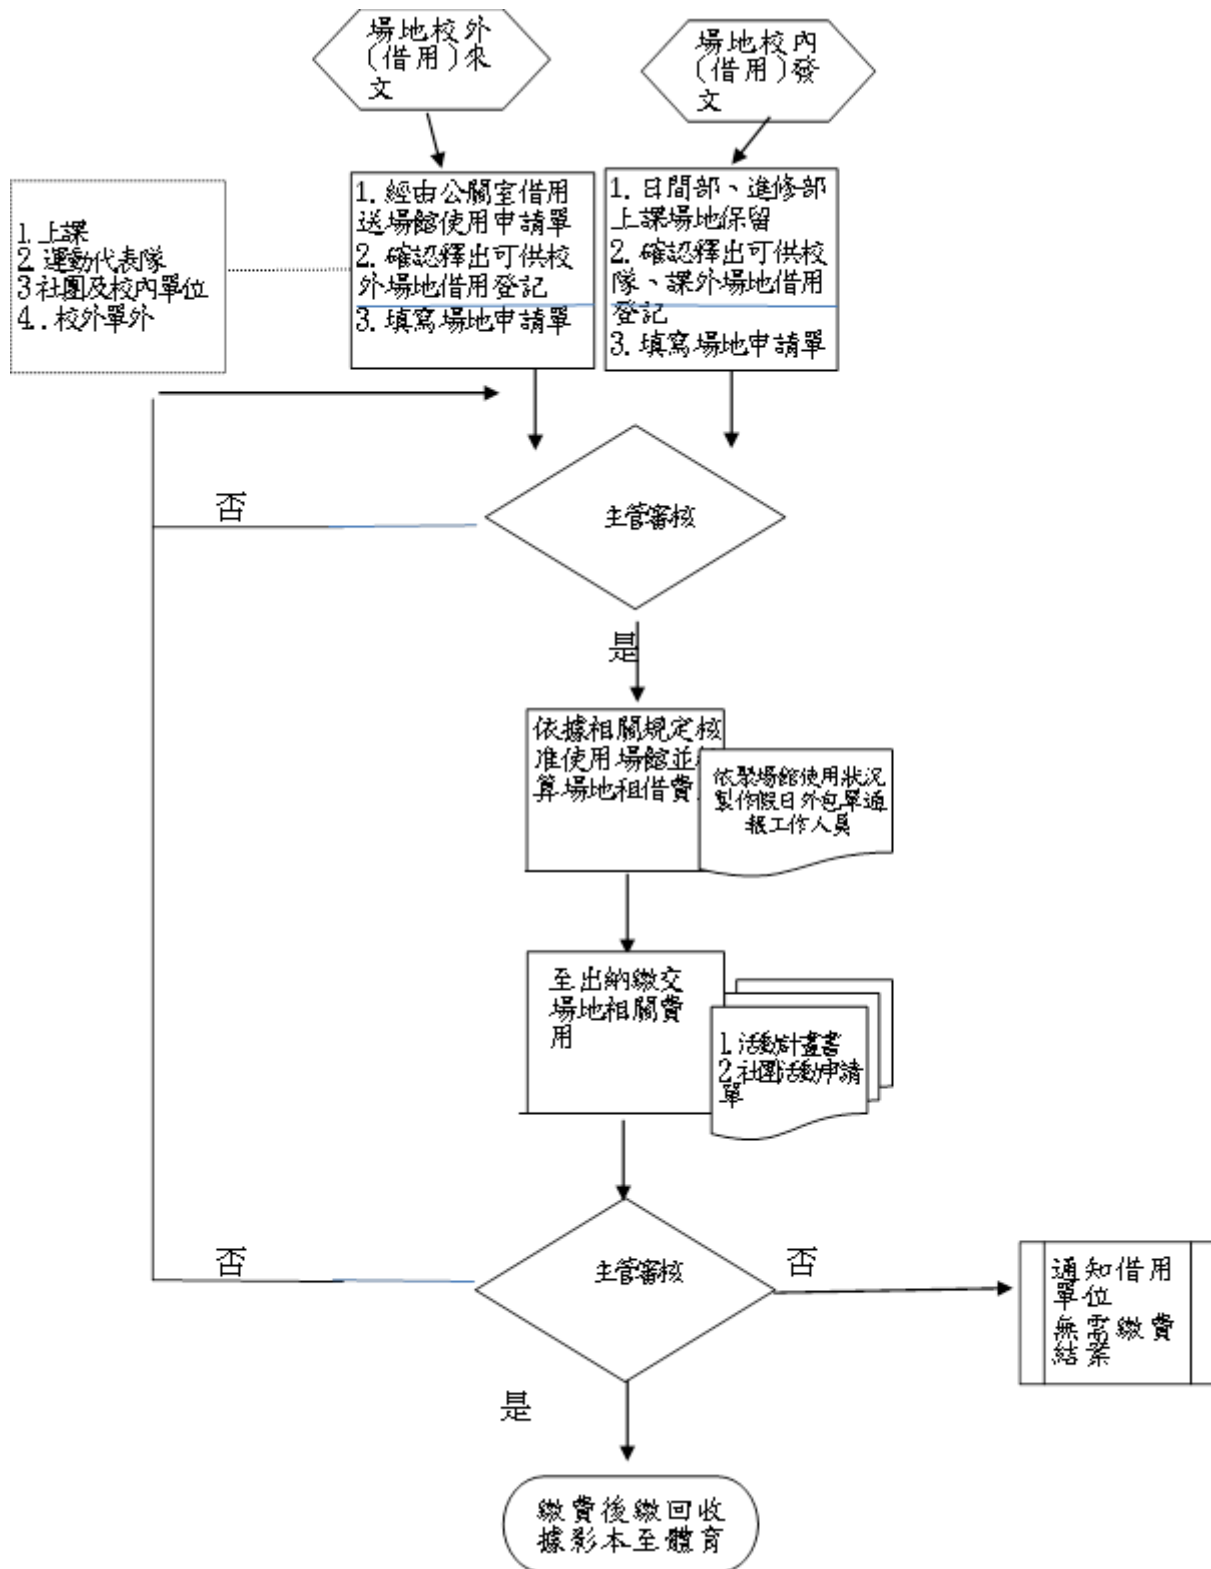 場地校外
(借用)來
文
場地校內
(借用)發
文
1.上課
2.運動代表隊
3社團及校內單位
4..校外單外
1.經由公關室借用
送場館使用申請單
2.確認釋出可供校
外場地借用登記
3.填寫場地申請單
1.日間部、進修部
上課場地保留
2.確認釋出可供校
隊、課外場地借用
登記
3.填寫場地申請單
否
主管審核
是
依據相關規定核
准使用場館並
算場地租借費
依聚場館使用狀況
製作假日外包單通
報工作人員
至出納繳交
場地相關費
用
1.活動計畫書
2.社團活動申請
單
否
主管審核
否
通知借用
單位
無需繳費
結案
是
繳費後繳回收
據影本至體育